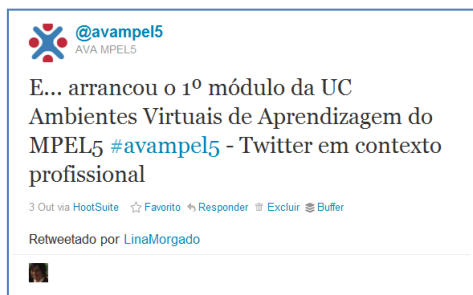 @avampel5
AVA MPEL5
E... arrancou o 1º módulo da UC
Ambientes Virtuais de Aprendizagem do
MPEL5 #avampel5 - Twitter em contexto
profissional
3 Out via HootSuite Favorito Responder Excluir Buffer
Retweetado por LinaMorgado